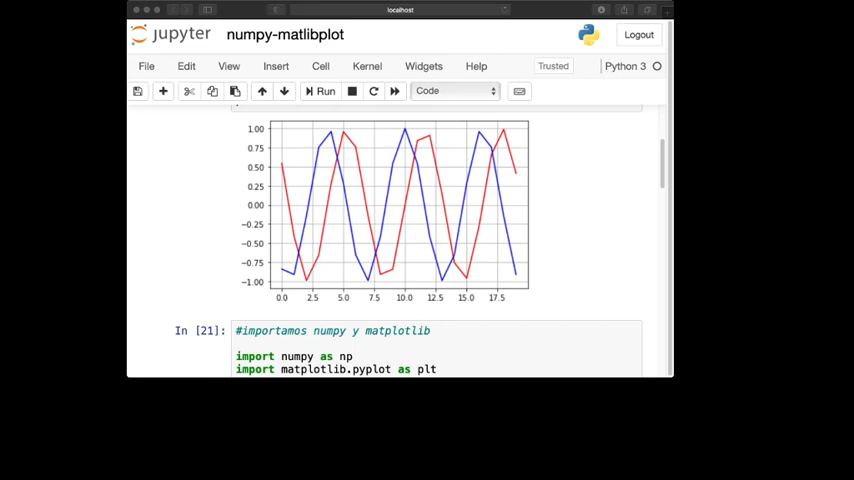 localhost
jupyter numpy-matlibplot
Logout
File Edit View Insert Cell Kernel Widgets Help Trusted Python 3
Run Code
1.00
0.75
0.50
0.25
0.00
−0.25
−0.50
−0.75
−1.00
0.0 2.5 5.0 7.5 10.0 12.5 15.0 17.5
In [21]: #importamos numpy y matplotlib
import numpy as np
import matplotlib.pyplot as plt